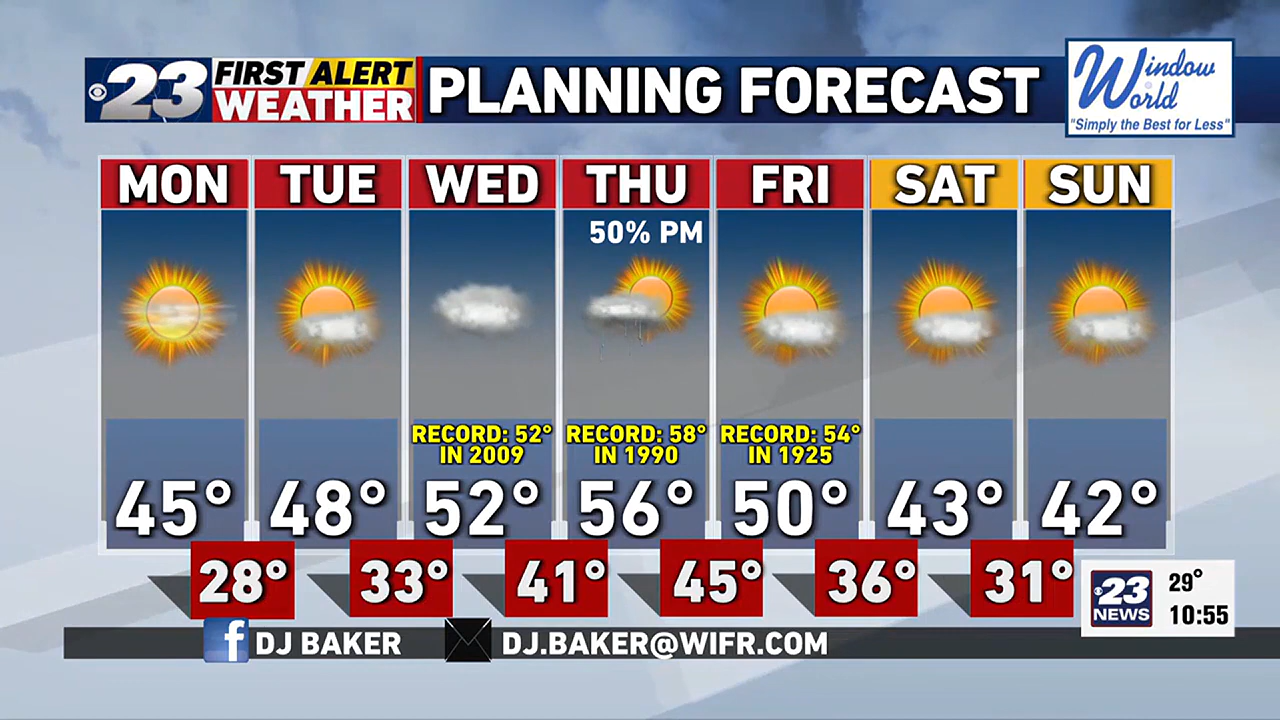 23 FIRST ALERT WEATHER
PLANNING FORECAST
Window World
"Simply the Best for Less"
MON TUE WED THU FRI SAT SUN
50% PM
RECORD: 52° IN 2009
RECORD: 58° IN 1990
RECORD: 54° IN 1925
45° 48° 52° 56° 50° 43° 42°
28° 33° 41° 45° 36° 31°
23 NEWS
29°
10:55
f DJ BAKER
DJ.BAKER@WIFR.COM